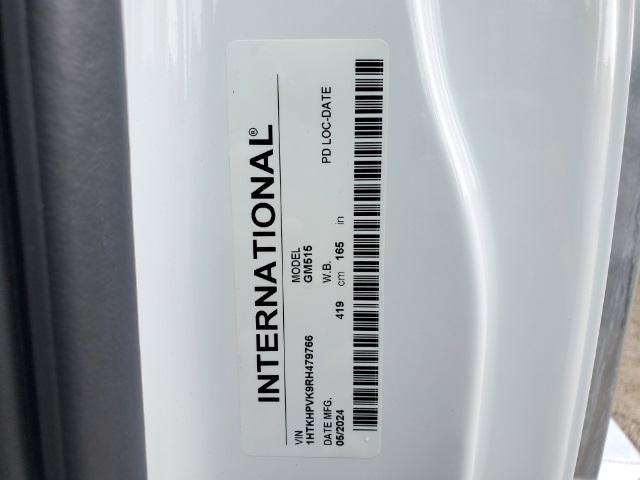 INTERNATIONAL®
VIN MODEL
1HTKHPVK9RH479766 GM515
DATE MFG. W.B. PD LOC-DATE
05/2024 419 cm 165 in